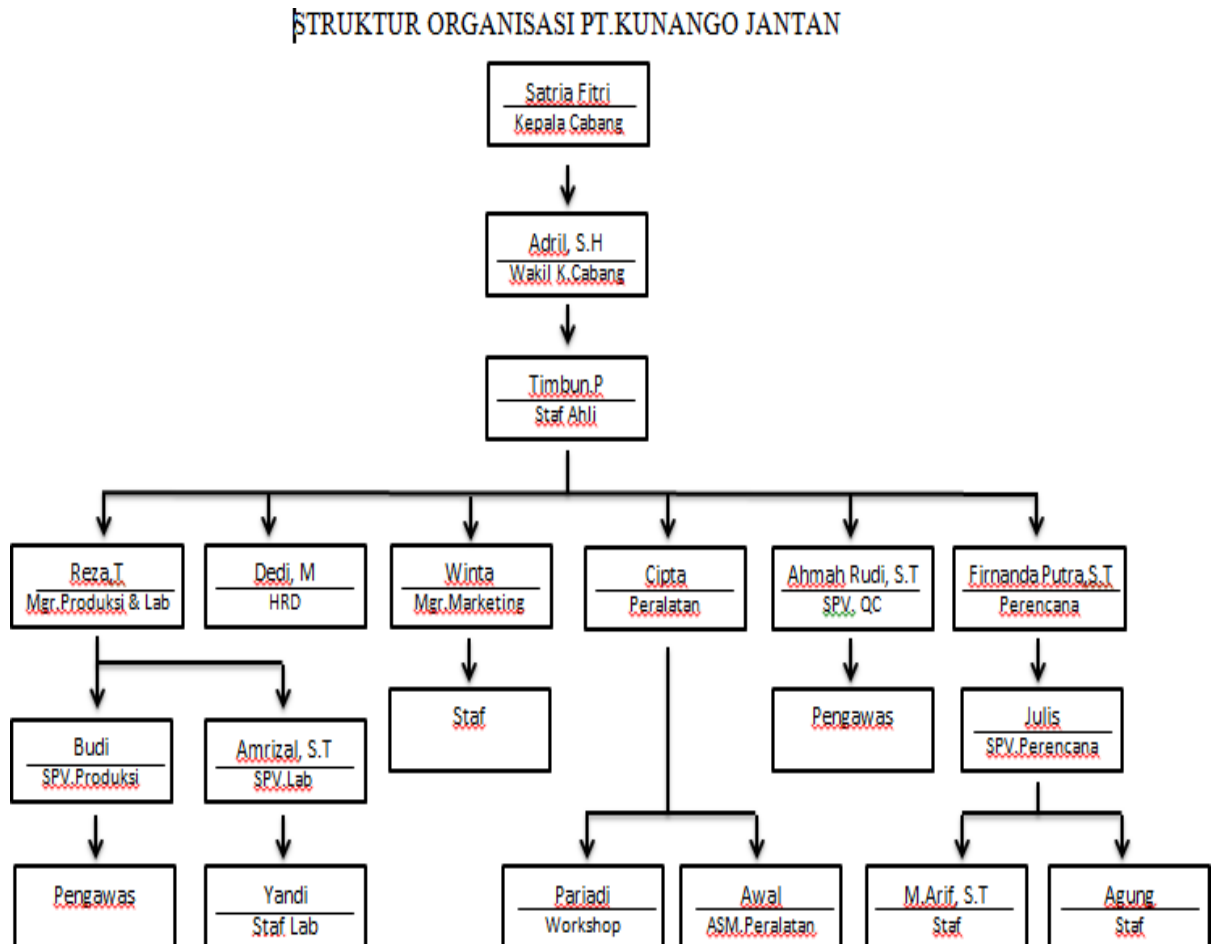 STRUKTUR ORGANISASI PT.KUNANGO JANTAN
Satria Fitri
Kepala Cabang
Adril, S.H
Wakil K.Cabang
Timbun.P
Staf Ahli
Reza,T
Mgr.Produksi & Lab
Dedi, M
HRD
Winta
Mgr.Marketing
Cipta
Peralatan
Ahmah Rudi, S.T
SPV. QC
Firnanda Putra,S.T
Perencana
Budi
SPV.Produksi
Amrizal, S.T
SPV.Lab
Staf
Pengawas
Julis
SPV.Perencana
Pengawas
Yandi
Staf Lab
Pariadi
Workshop
Awal
ASM.Peralatan
M.Arif, S.T
Staf
Agung
Staf